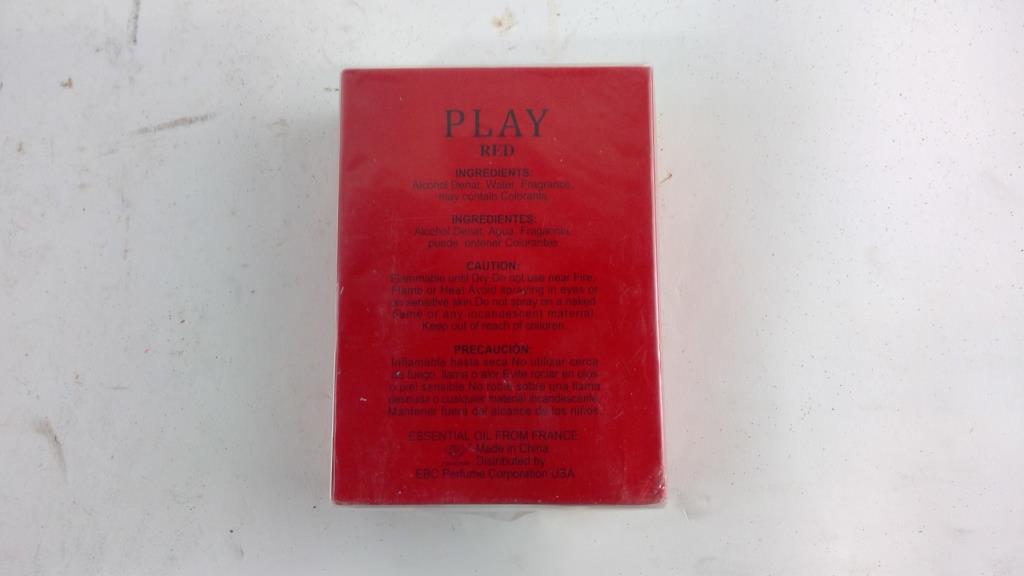 PLAY
RED
INGREDIENTS:
Alcohol Denat, Water, Fragrance,
may contain Colorants.
INGREDIENTES:
Alcohol Denat, Agua, Fragancia,
puede ontener Colorantes.
CAUTION:
Flammable until Dry Do not use near Fire,
Flame or Heat Avoid spraying in eyes or
on sensitive skin.Do not spray on a naked
flame or any incandescent material.
Keep out of reach of children.
PRECAUCIÓN:
Inflamable hasta seca No utilizar cerca
de fuego, llama o alor.Evite rociar en ojos
o piel sensible No rocie sobre una llama
desnuda o cualquier material incandescente.
Mantener fuera del alcance de los niños.
ESSENTIAL OIL FROM FRANCE
Made in China
Distributed by
EBC Perfume Corporation USA